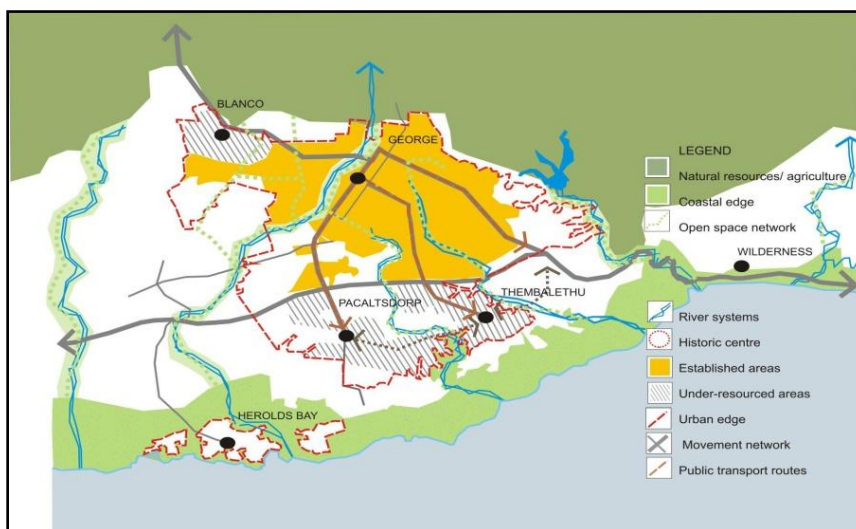 BLANCO
GEORGE
LEGEND
Natural resources/ agriculture
Coastal edge
Open space network
WILDERNESS
THEMBALETHU
PACALTSDORP
River systems
Historic centre
Established areas
Under-resourced areas
Urban edge
HEROLDS BAY
Movement network
Public transport routes